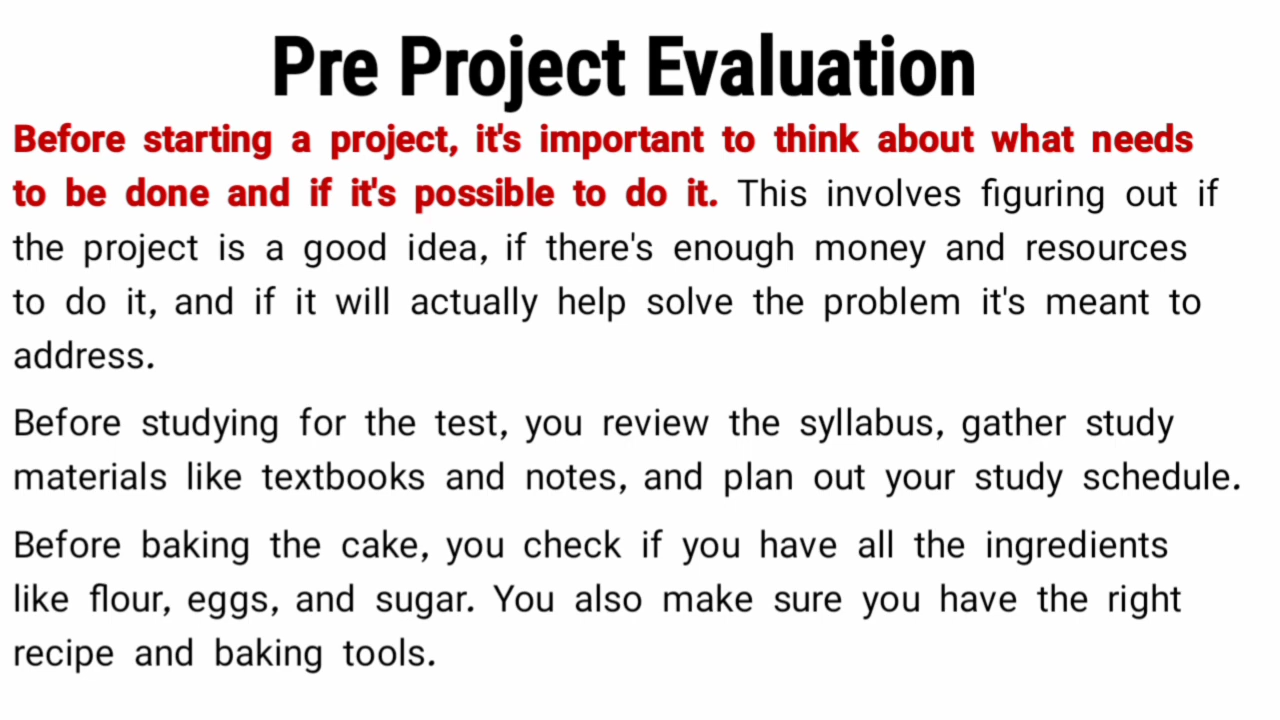 Pre Project Evaluation
Before starting a project, it's important to think about what needs
to be done and if it's possible to do it. This involves figuring out if
the project is a good idea, if there's enough money and resources
to do it, and if it will actually help solve the problem it's meant to
address.
Before studying for the test, you review the syllabus, gather study
materials like textbooks and notes, and plan out your study schedule.
Before baking the cake, you check if you have all the ingredients
like flour, eggs, and sugar. You also make sure you have the right
recipe and baking tools.